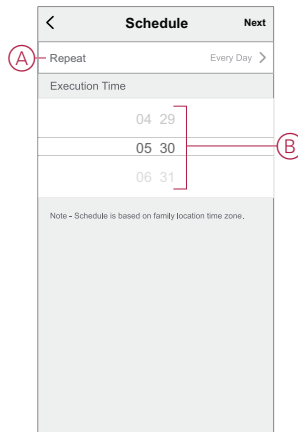 Schedule Next
A Repeat Every Day
Execution Time
04 29
05 30
B
06 31
Note - Schedule is based on family location time zone.